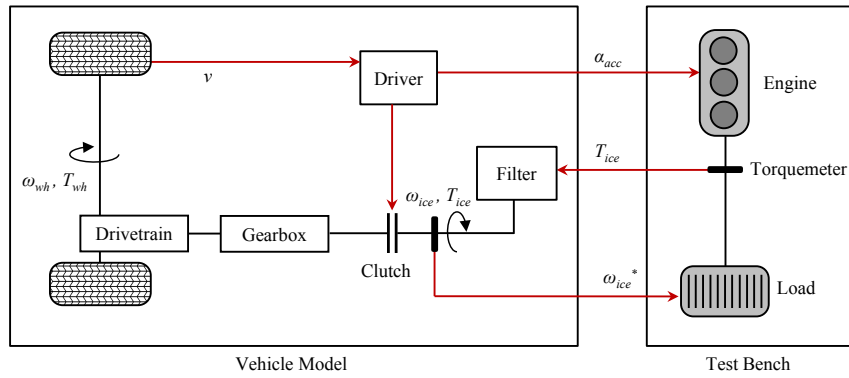 Driver
v
α_acc
Engine
T_ice
Torquemeter
Filter
ω_wh , T_wh
ω_ice , T_ice
Drivetrain
Gearbox
Clutch
ω_ice*
Load
Vehicle Model
Test Bench